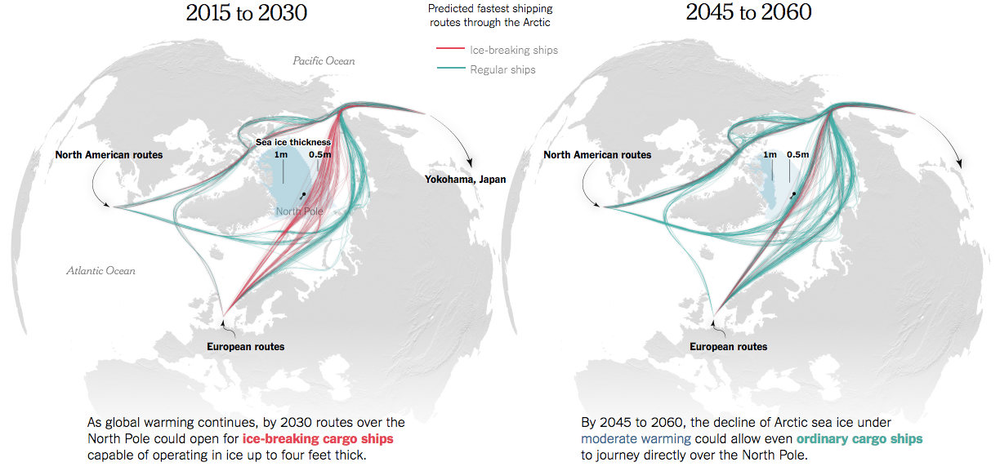 2015 to 2030
Predicted fastest shipping
routes through the Arctic
Ice-breaking ships
Regular ships
2045 to 2060
Pacific Ocean
Sea ice thickness
1m
0.5m
North American routes
Yokohama, Japan
North Pole
Atlantic Ocean
European routes
As global warming continues, by 2030 routes over the
North Pole could open for ice-breaking cargo ships
capable of operating in ice up to four feet thick.
1m
0.5m
North American routes
European routes
By 2045 to 2060, the decline of Arctic sea ice under
moderate warming could allow even ordinary cargo ships
to journey directly over the North Pole.